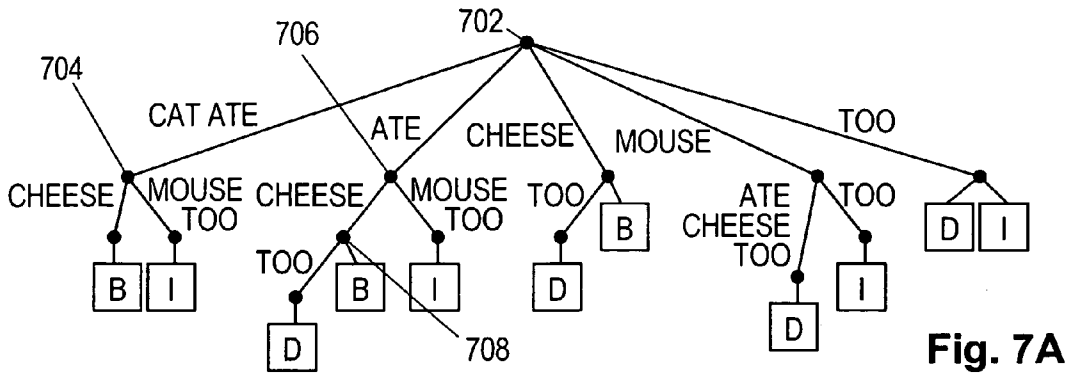 702
706
704
CAT ATE
ATE
CHEESE
MOUSE
TOO
CHEESE
MOUSE
TOO
CHEESE
MOUSE
TOO
TOO
ATE
CHEESE
TOO
TOO
D I
B
B I
TOO
B
I
D
I
D
D
708
Fig. 7A